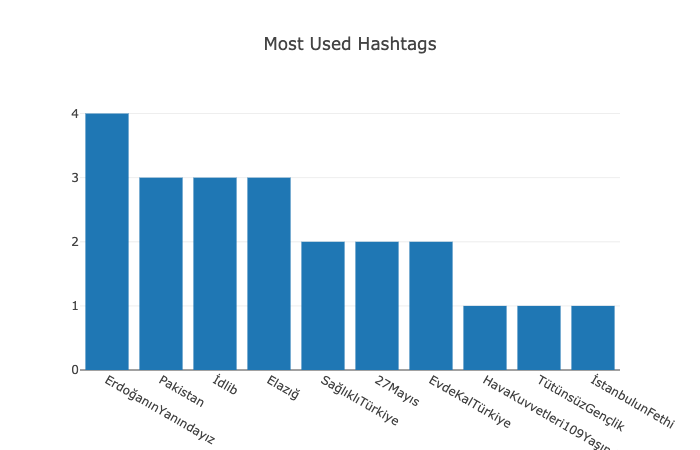 Most Used Hashtags
4
3
2
1
0
ErdoğanınYanındayız
Pakistan
İdlib
Elazığ
SağlıklıTürkiye
27Mayıs
EvdeKalTürkiye
TütünsüzGençlik
İstanbulunFethi